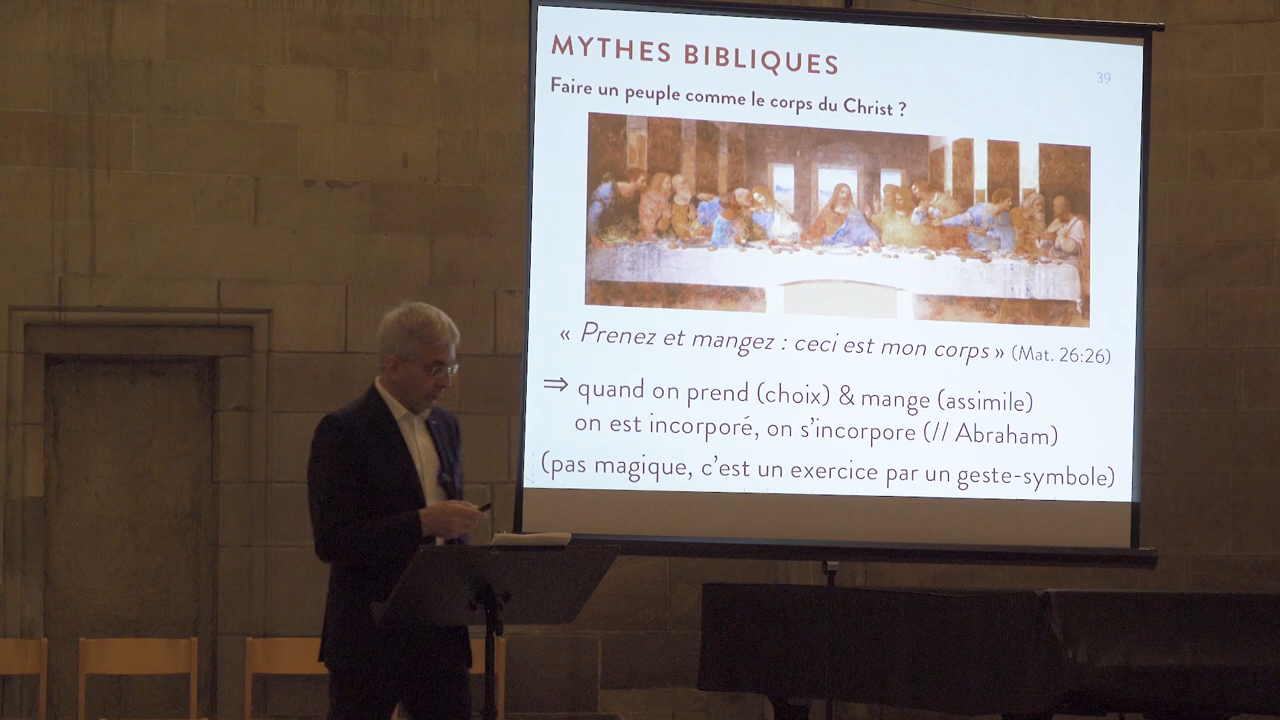 MYTHES BIBLIQUES
39
Faire un peuple comme le corps du Christ ?
« Prenez et mangez : ceci est mon corps » (Mat. 26:26)
⇒ quand on prend (choix) & mange (assimile)
on est incorporé, on s'incorpore (// Abraham)
(pas magique, c'est un exercice par un geste-symbole)